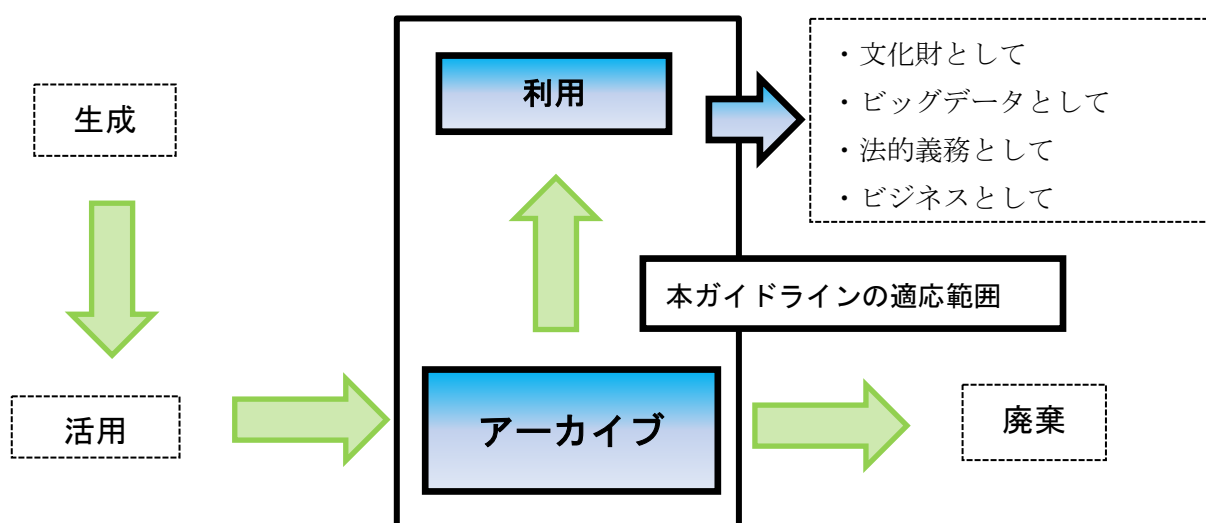 利用
・文化財として
・ビッグデータとして
・法的義務として
・ビジネスとして
生成
本ガイドラインの適応範囲
活用
アーカイブ
廃棄